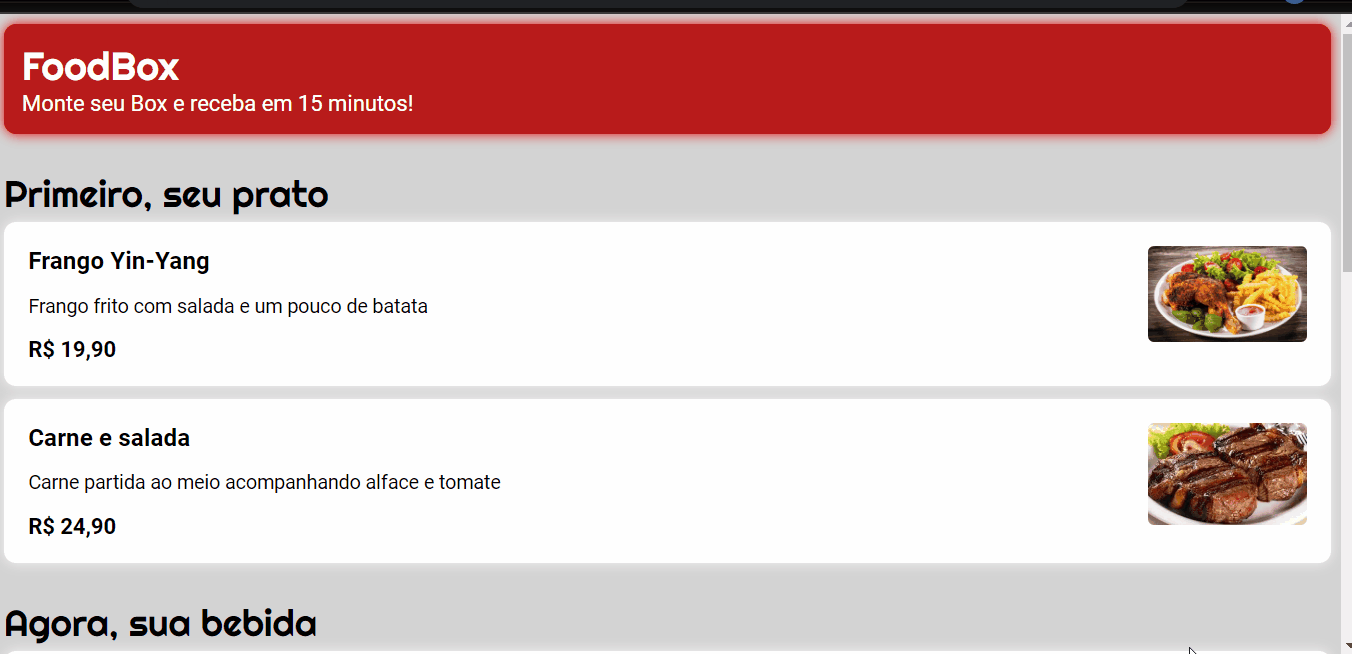 FoodBox
Monte seu Box e receba em 15 minutos!
Primeiro, seu prato
Frango Yin-Yang
Frango frito com salada e um pouco de batata
R$ 19,90
Carne e salada
Carne partida ao meio acompanhando alface e tomate
R$ 24,90
Agora, sua bebida